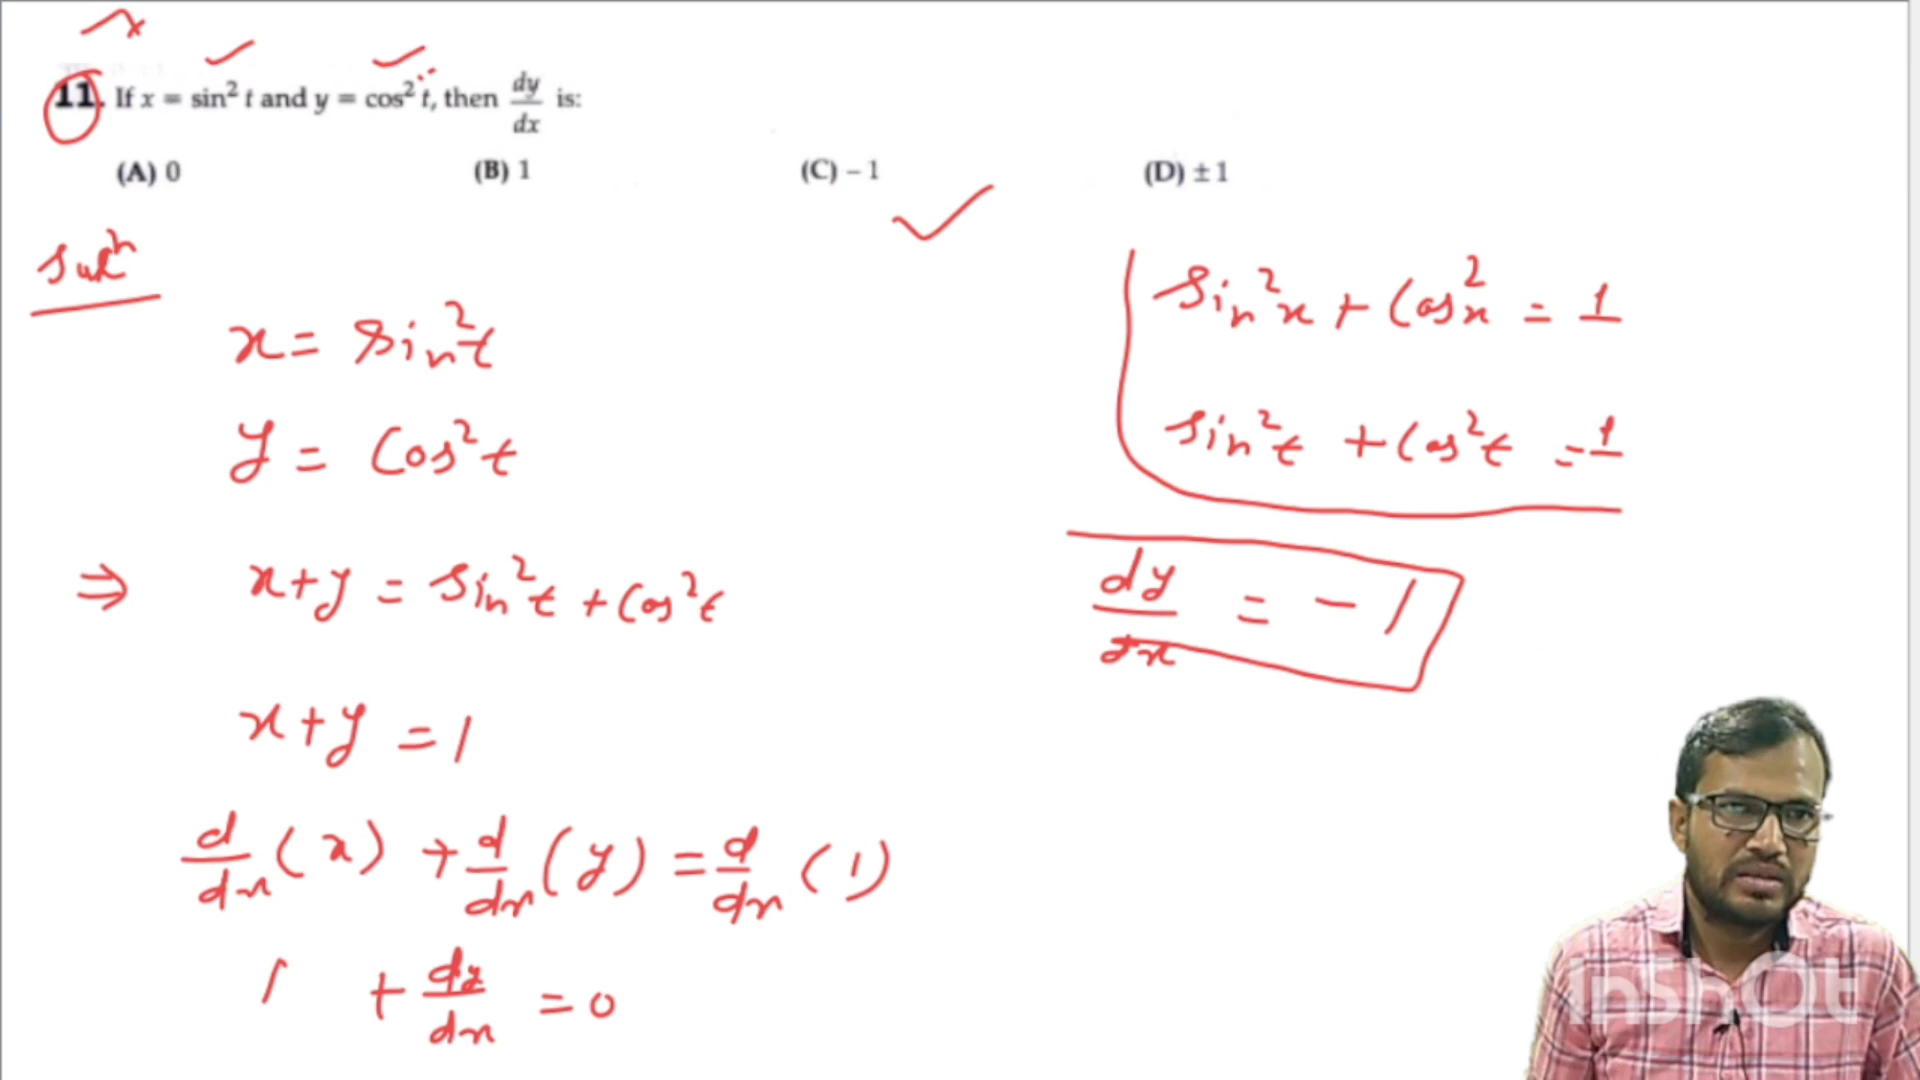 11. If x = sin² t and y = cos² t, then dy/dx is:
(A) 0 (B) 1 (C) – 1 (D) ± 1
Solⁿ
x = sin²t
y = cos²t
⇒ x+y = sin²t + cos²t
x+y = 1
d/dx (x) + d/dx (y) = d/dx (1)
1 + dy/dx = 0
sin²x + cos²x = 1
sin²t + cos²t = 1
dy/dx = – 1
InShOt